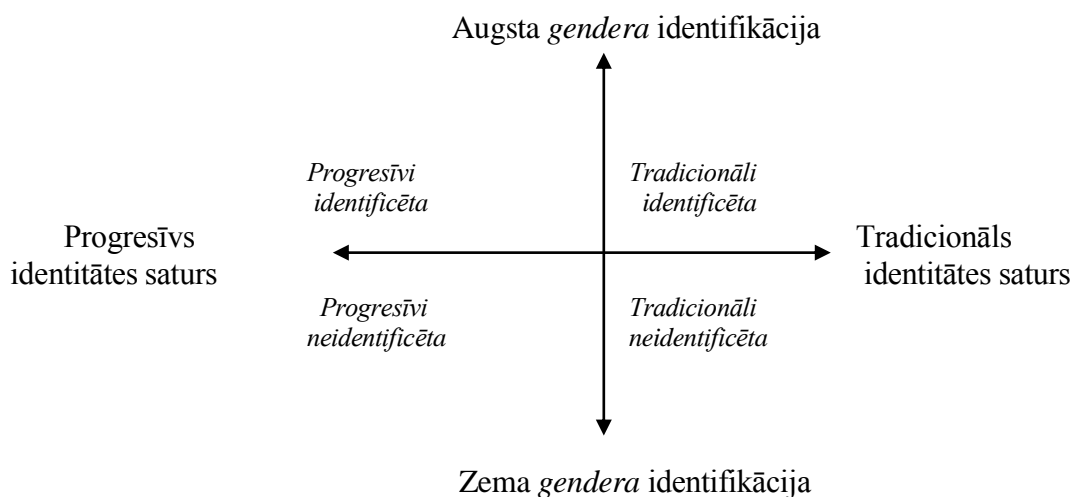 Augsta gendera identifikācija
Progresīvi
identificēta
Tradicionāli
identificēta
Progresīvs
identitātes saturs
Tradicionāls
identitātes saturs
Progresīvi
neidentificēta
Tradicionāli
neidentificēta
Zema gendera identifikācija